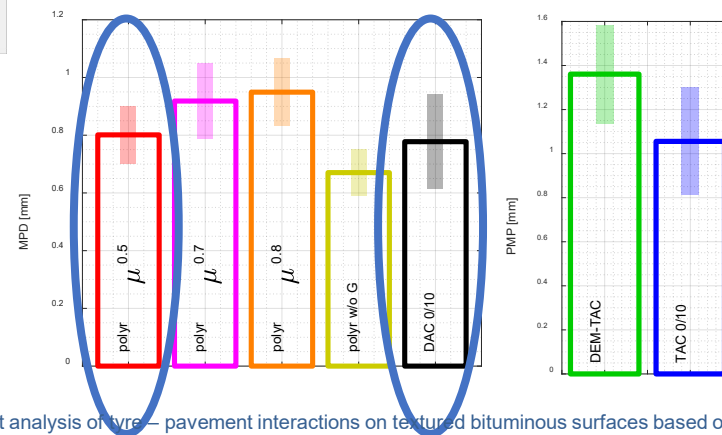 1.2
1
0.8
0.6
0.4
0.2
0
MPD [mm]
polyr μ 0.5
polyr μ 0.7
polyr μ 0.8
polyr w/o G
DAC 0/10
1.6
1.4
1.2
1
0.8
0.6
0.4
0.2
0
PMP [mm]
DEM-TAC
TAC 0/10
t analysis of tyre – pavement interactions on textured bituminous surfaces based o